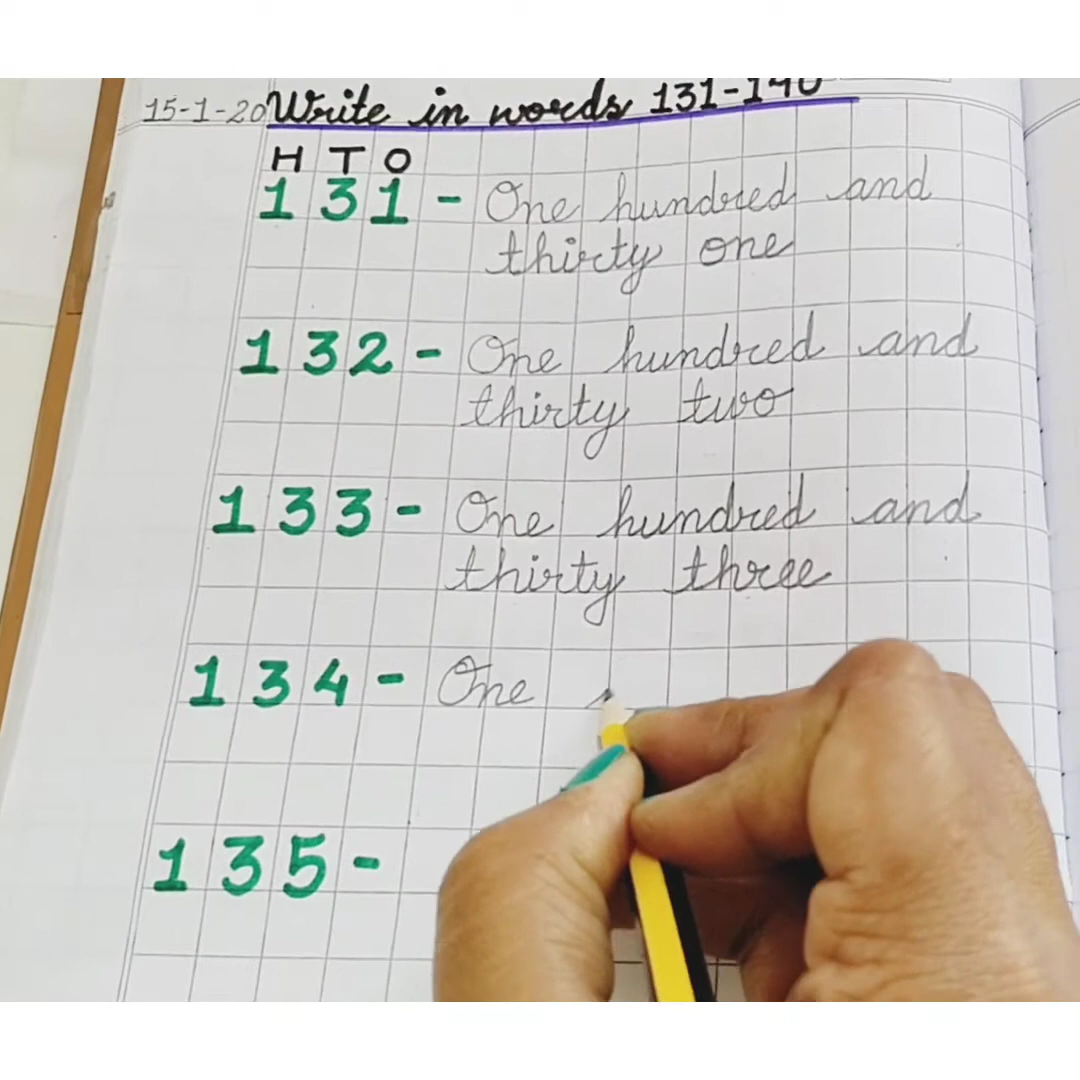 15-1-20 Write in words 131-140
H T O
131 - One hundred and
thirty one
132 - One hundred and
thirty two
133 - One hundred and
thirty three
134 - One
135 -